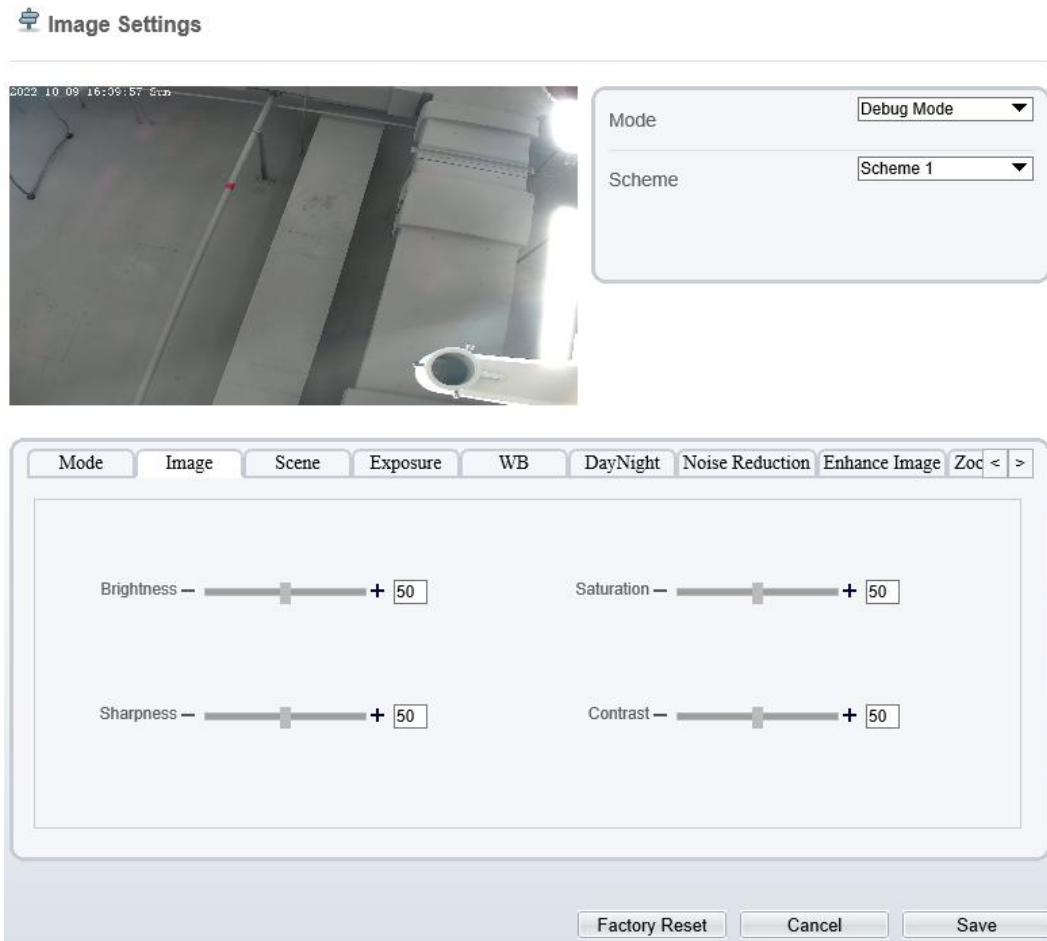 Image Settings
2022 10 09 16:39:57 Sun
Mode
Debug Mode
Scheme
Scheme 1
Mode Image Scene Exposure WB DayNight Noise Reduction Enhance Image Zoo < >
Brightness − + 50 Saturation − + 50
Sharpness − + 50 Contrast − + 50
Factory Reset Cancel Save